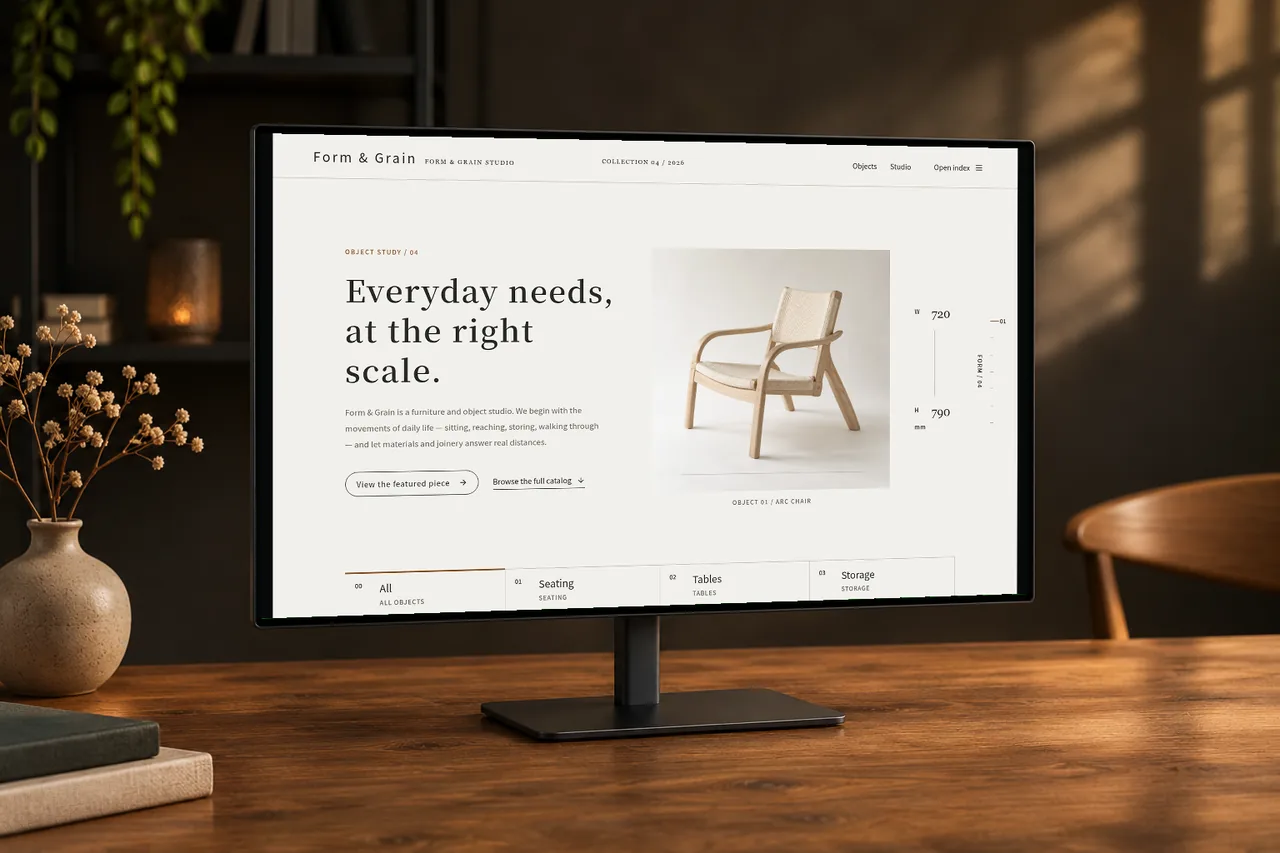 Form & Grain
FORM & GRAIN STUDIO
COLLECTION 04 / 2026
Objects
Studio
Open index
OBJECT STUDY / 04
Everyday needs,
at the right
scale.
Form & Grain is a furniture and object studio. We begin with the
movements of daily life — sitting, reaching, storing, walking through
— and let materials and joinery answer real distances.
View the featured piece →
Browse the full catalog ↓
OBJECT 01 / ARC CHAIR
W 720
H 790
mm
FORM / 04
01
00 All
ALL OBJECTS
01 Seating
SEATING
02 Tables
TABLES
03 Storage
STORAGE